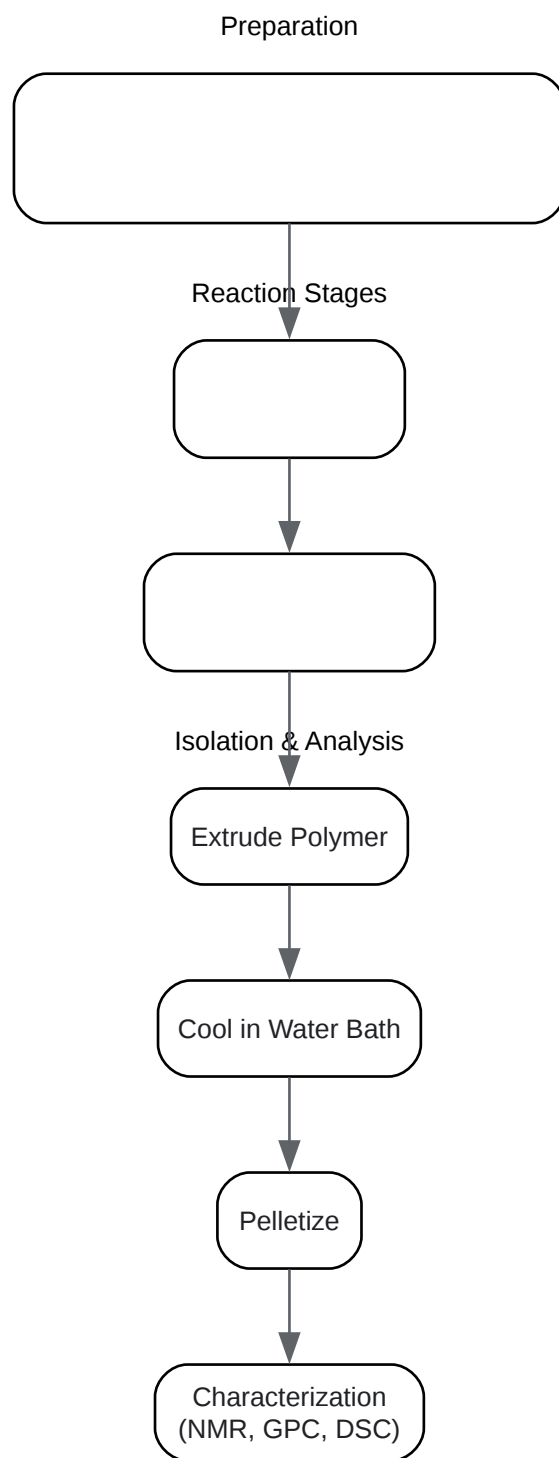 Preparation
Reaction Stages
Isolation & Analysis
Extrude Polymer
Cool in Water Bath
Pelletize
Characterization
(NMR, GPC, DSC)